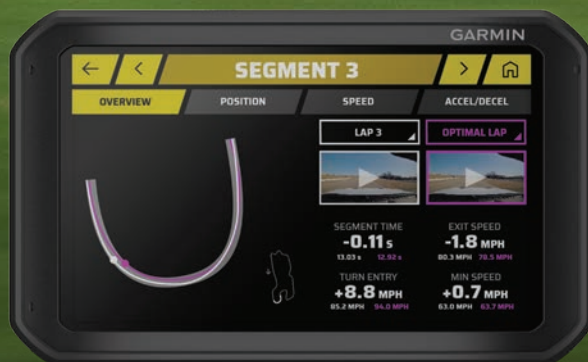 GARMIN
SEGMENT 3
OVERVIEW POSITION SPEED ACCEL/DECEL
LAP 3 OPTIMAL LAP
SEGMENT TIME EXIT SPEED
-0.11 s -1.8 MPH
13.03 s 12.92 s 80.3 MPH 78.5 MPH
TURN ENTRY MIN SPEED
+8.8 MPH +0.7 MPH
85.2 MPH 94.0 MPH 63.0 MPH 63.7 MPH